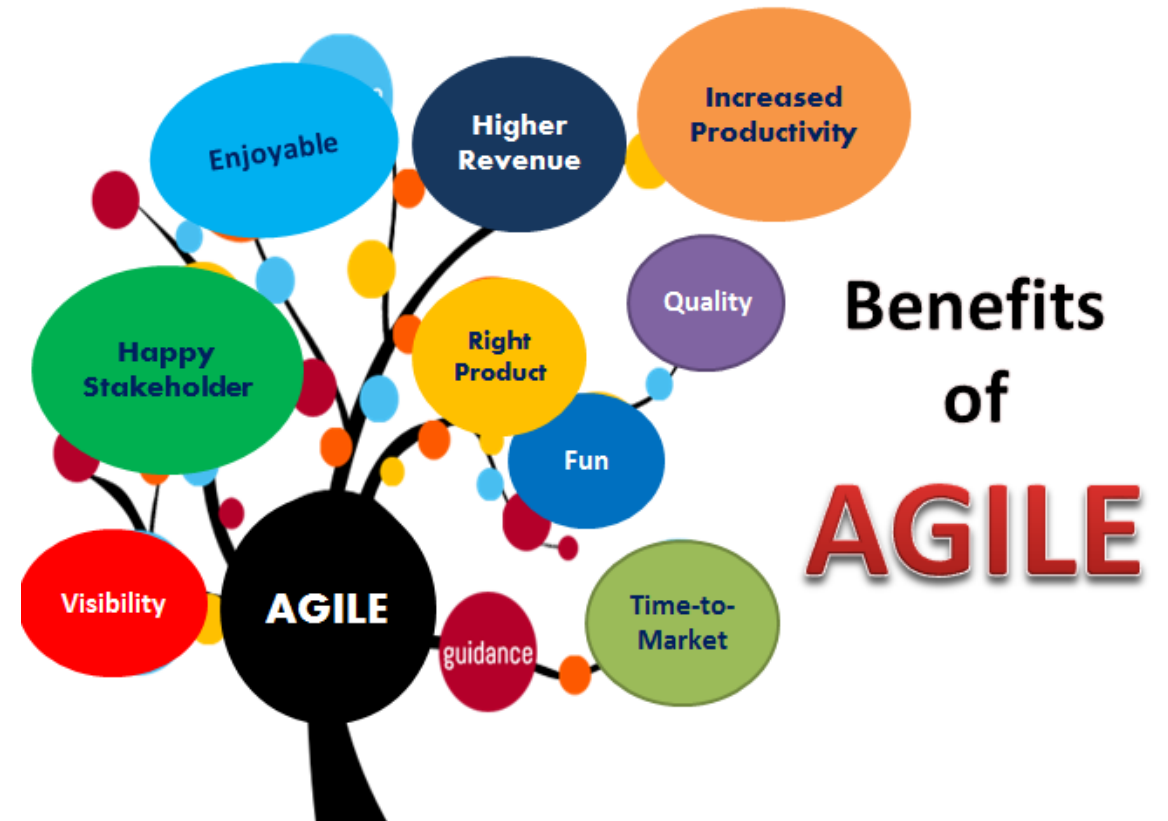 Enjoyable
Higher
Revenue
Increased
Productivity
Happy
Stakeholder
Right
Product
Quality
Fun
Visibility
AGILE
guidance
Time-to-
Market
Benefits
of
AGILE